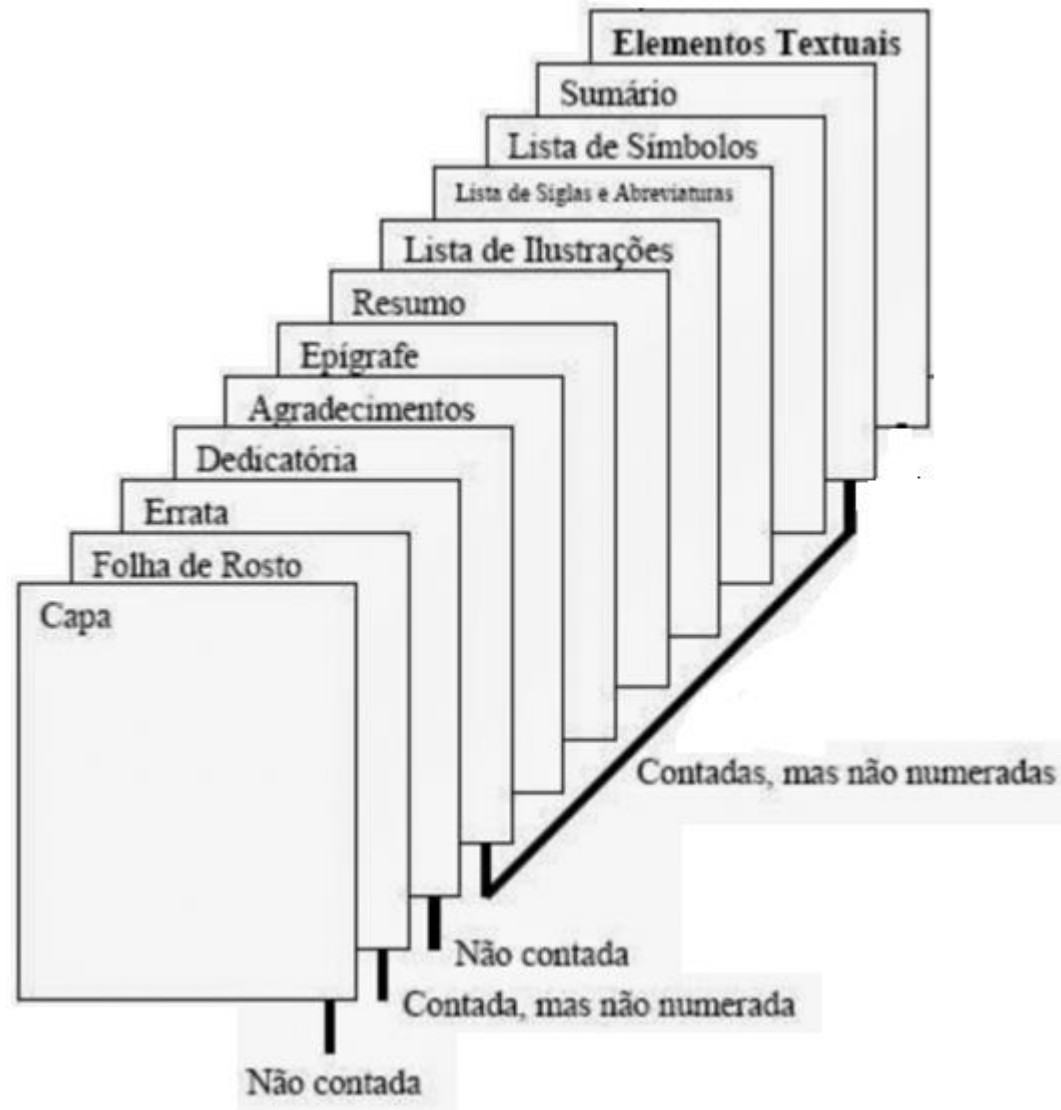 Elementos Textuais
Sumário
Lista de Símbolos
Lista de Siglas e Abreviaturas
Lista de Ilustrações
Resumo
Epígrafe
Agradecimentos
Dedicatória
Errata
Folha de Rosto
Capa
Contadas, mas não numeradas
Não contada
Contada, mas não numerada
Não contada